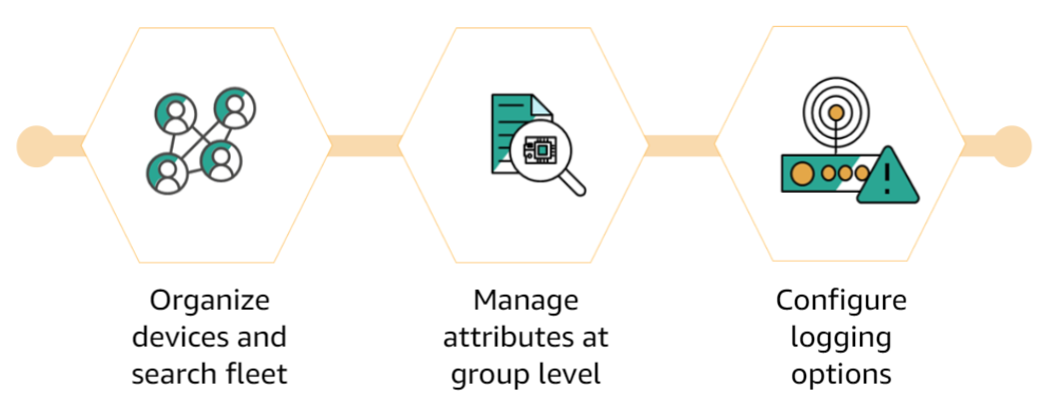 Organize
devices and
search fleet
Manage
attributes at
group level
Configure
logging
options